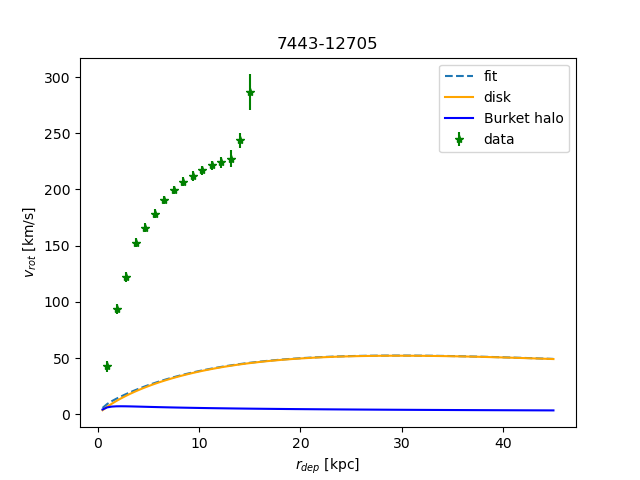 7443-12705
fit
disk
Burket halo
data
300
250
200
150
100
50
0
v_rot [km/s]
0 10 20 30 40
r_dep [kpc]